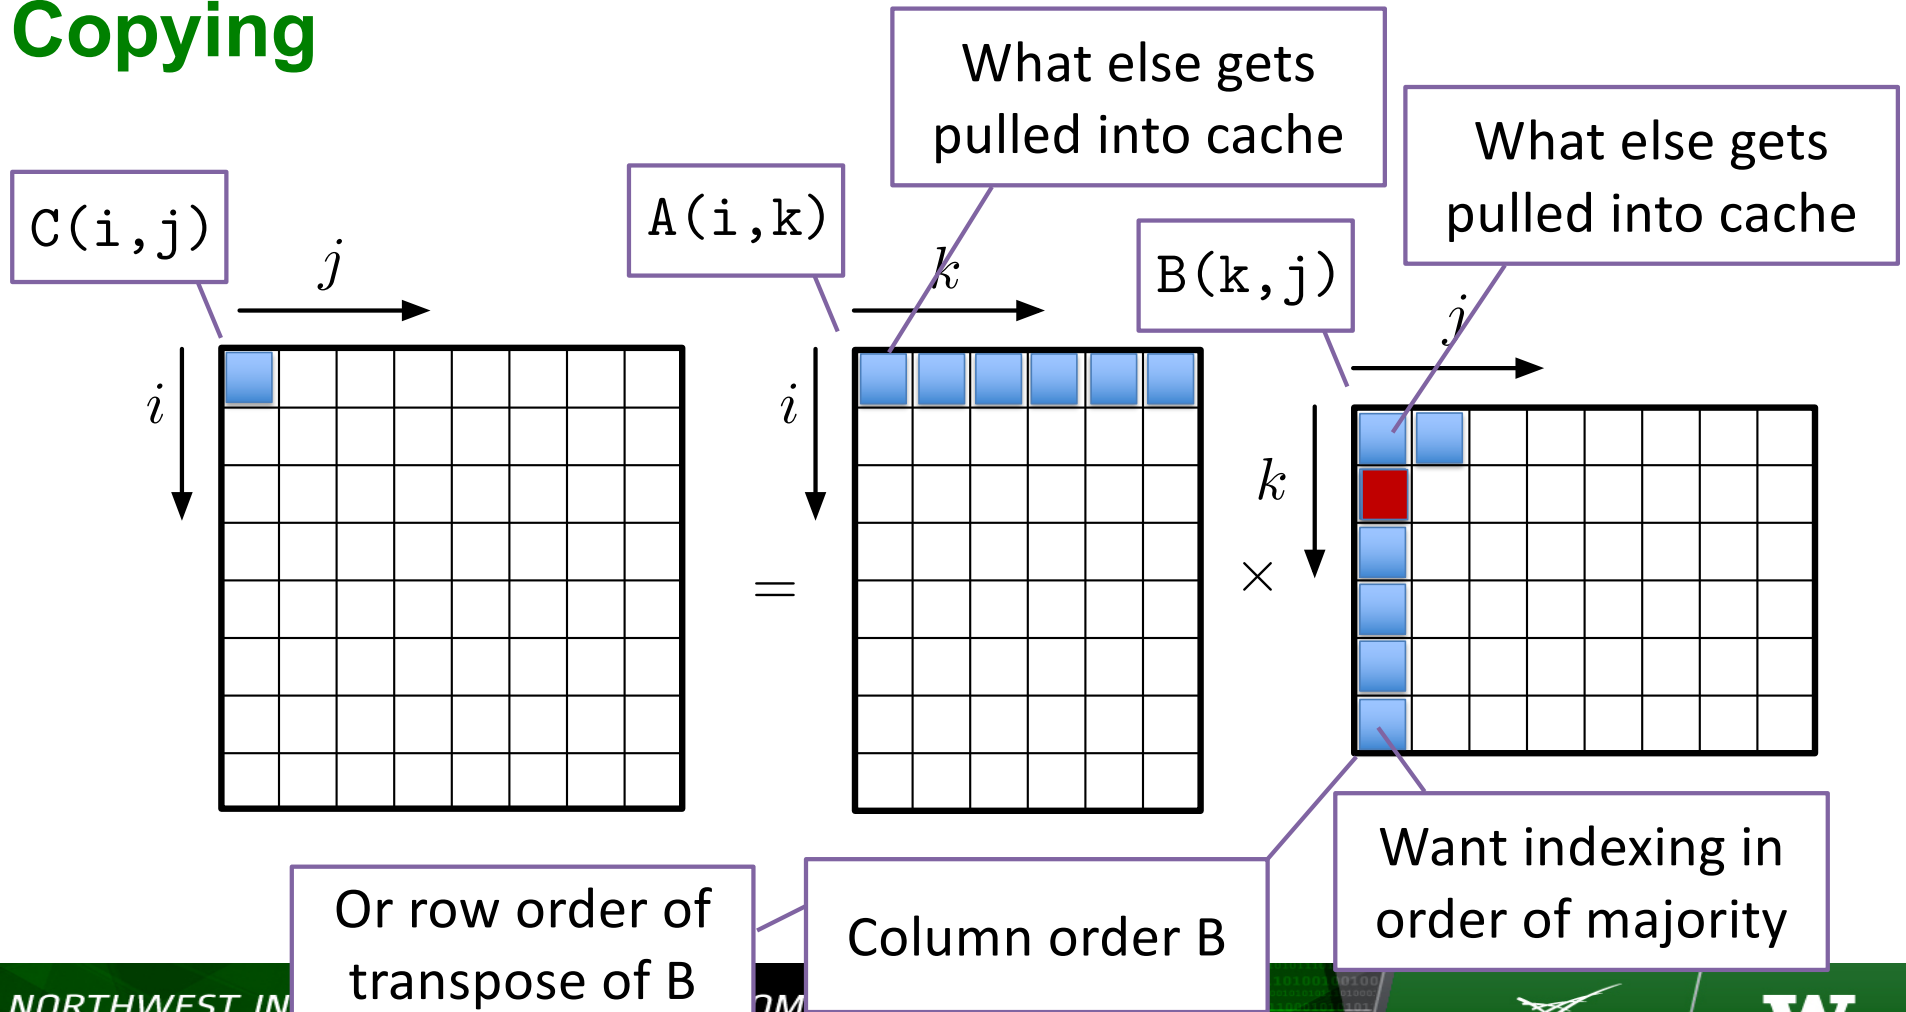 Copying
What else gets
pulled into cache
What else gets
pulled into cache
C(i,j)
A(i,k)
B(k,j)
j
k
j
i
i
k
=
×
Want indexing in
order of majority
Or row order of
transpose of B
Column order B
NORTHWEST IN
OM
W